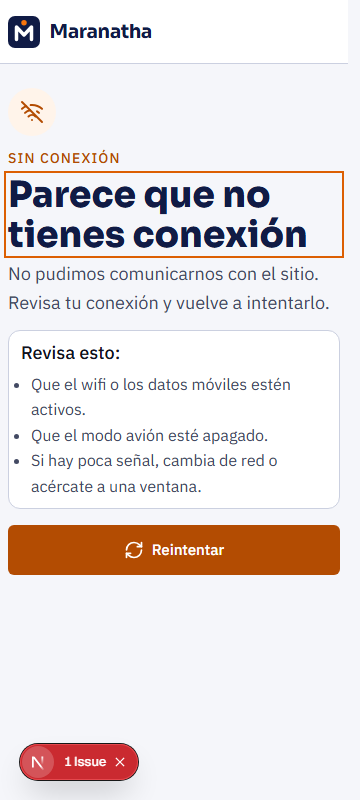 Maranatha
SIN CONEXIÓN
Parece que no
tienes conexión
No pudimos comunicarnos con el sitio.
Revisa tu conexión y vuelve a intentarlo.
Revisa esto:
Que el wifi o los datos móviles estén
activos.
Que el modo avión esté apagado.
Si hay poca señal, cambia de red o
acércate a una ventana.
Reintentar
N 1 Issue